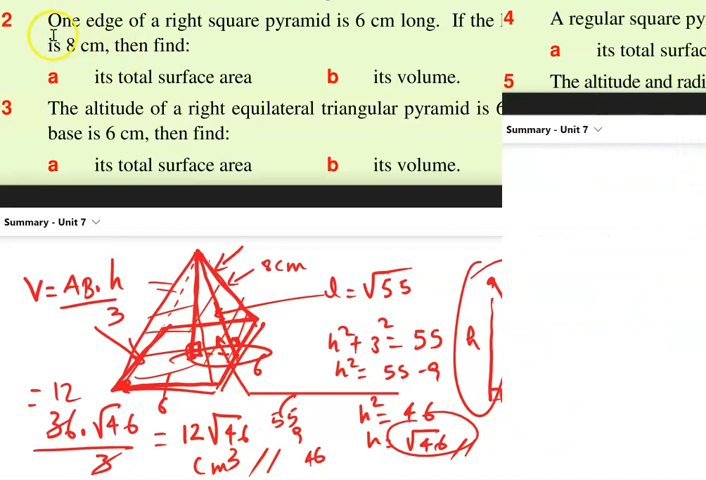 2 One edge of a right square pyramid is 6 cm long. If the
is 8 cm, then find:
a its total surface area b its volume.
3 The altitude of a right equilateral triangular pyramid is 6
base is 6 cm, then find:
a its total surface area b its volume.
4 A regular square py
a its total surfac
5 The altitude and radi
Summary - Unit 7
Summary - Unit 7
V = AB.h
3
8cm
l = √55
h² + 3² = 55
h² = 55 - 9
h² = 46
h = √46 //
6
6
h
= 12
36.√46
3
= 12√46
cm³ //
55
9
46